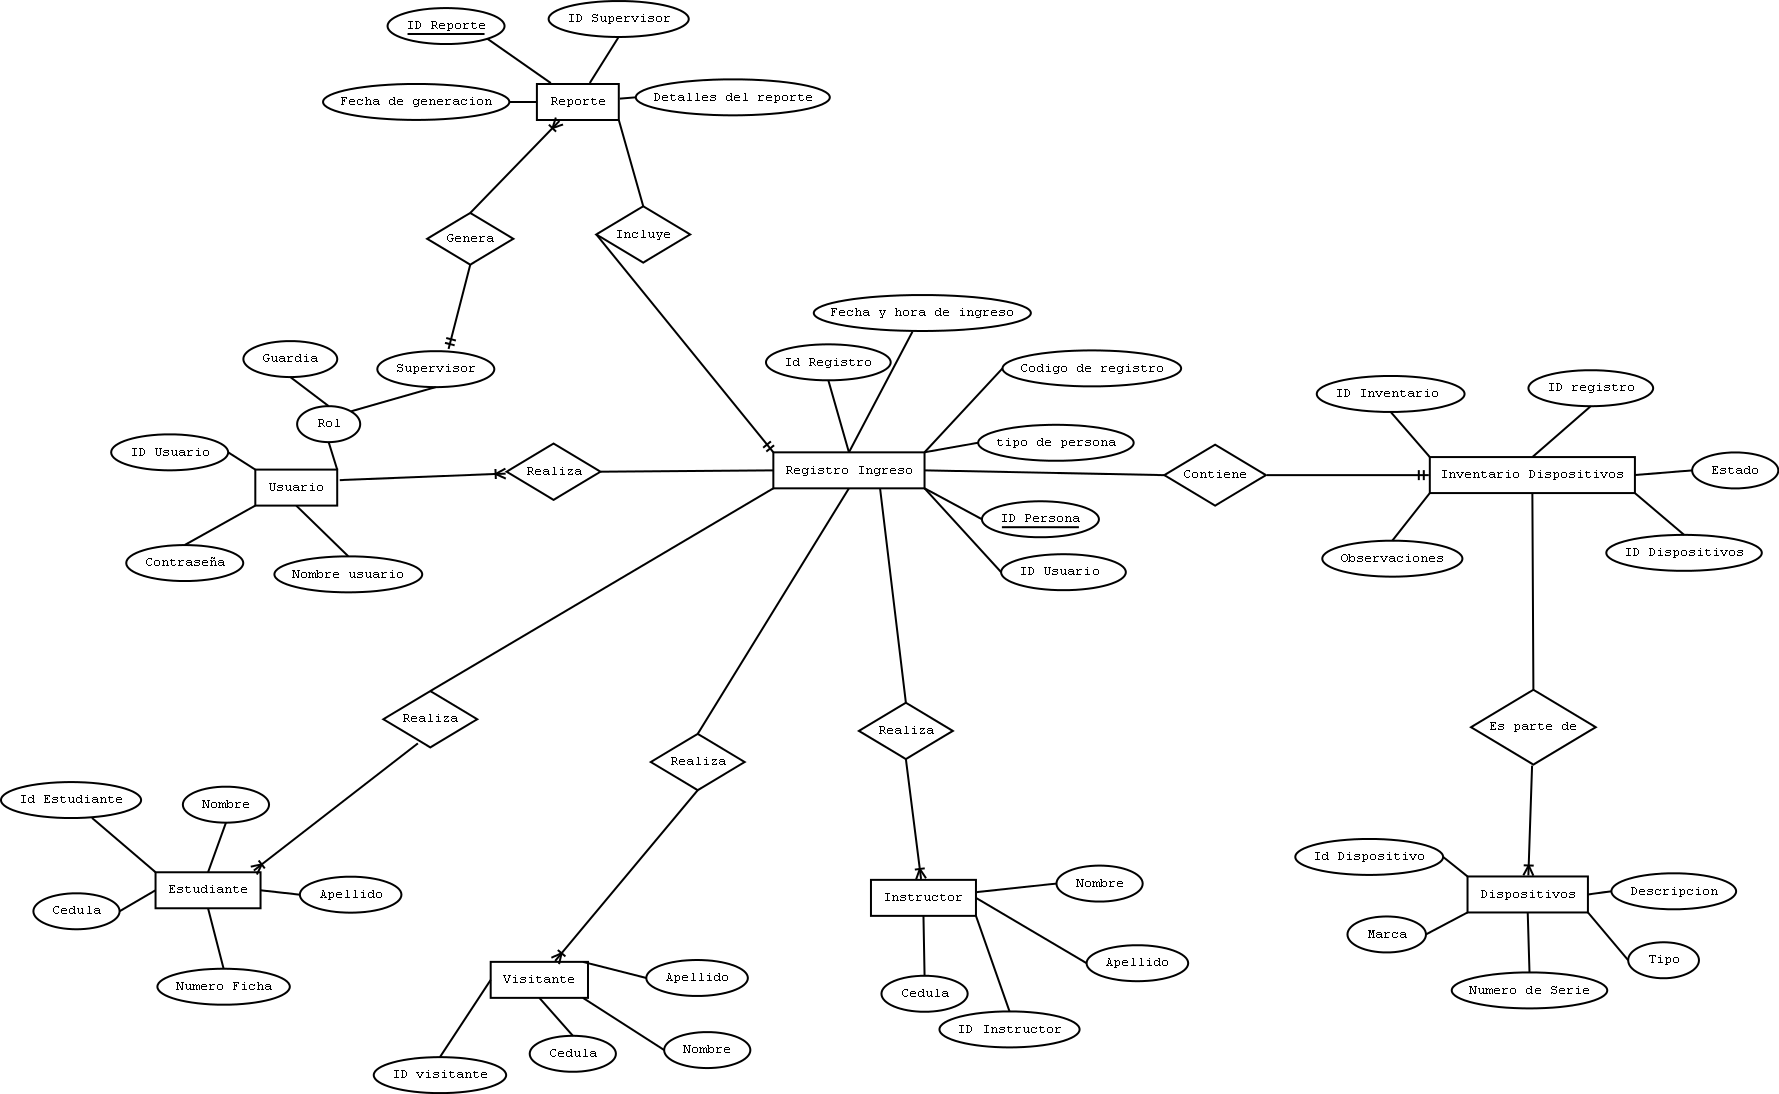 ID Supervisor
ID Reporte
Fecha de generacion
Reporte
Detalles del reporte
Genera
Incluye
Fecha y hora de ingreso
Guardia
Supervisor
Id Registro
Codigo de registro
ID Inventario
ID registro
Rol
ID Usuario
tipo de persona
Usuario
Realiza
Registro Ingreso
Contiene
Inventario Dispositivos
Estado
ID Persona
Contraseña
Nombre usuario
ID Usuario
Observaciones
ID Dispositivos
Realiza
Realiza
Realiza
Es parte de
Id Estudiante
Nombre
Estudiante
Apellido
Cedula
Numero Ficha
Visitante
Apellido
ID visitante
Cedula
Nombre
Instructor
Nombre
Apellido
Cedula
ID Instructor
Id Dispositivo
Dispositivos
Descripcion
Marca
Tipo
Numero de Serie